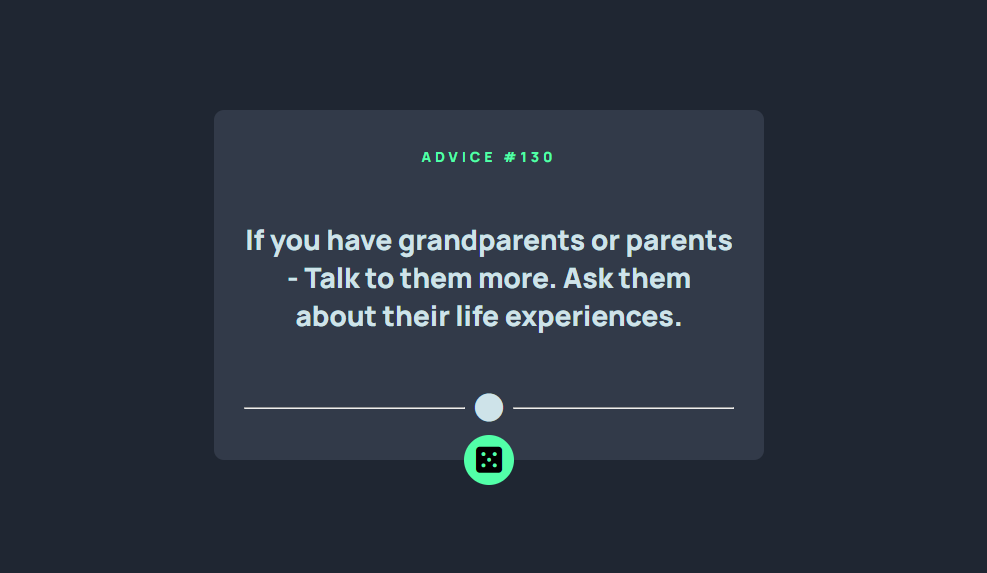 ADVICE #130
If you have grandparents or parents
- Talk to them more. Ask them
about their life experiences.